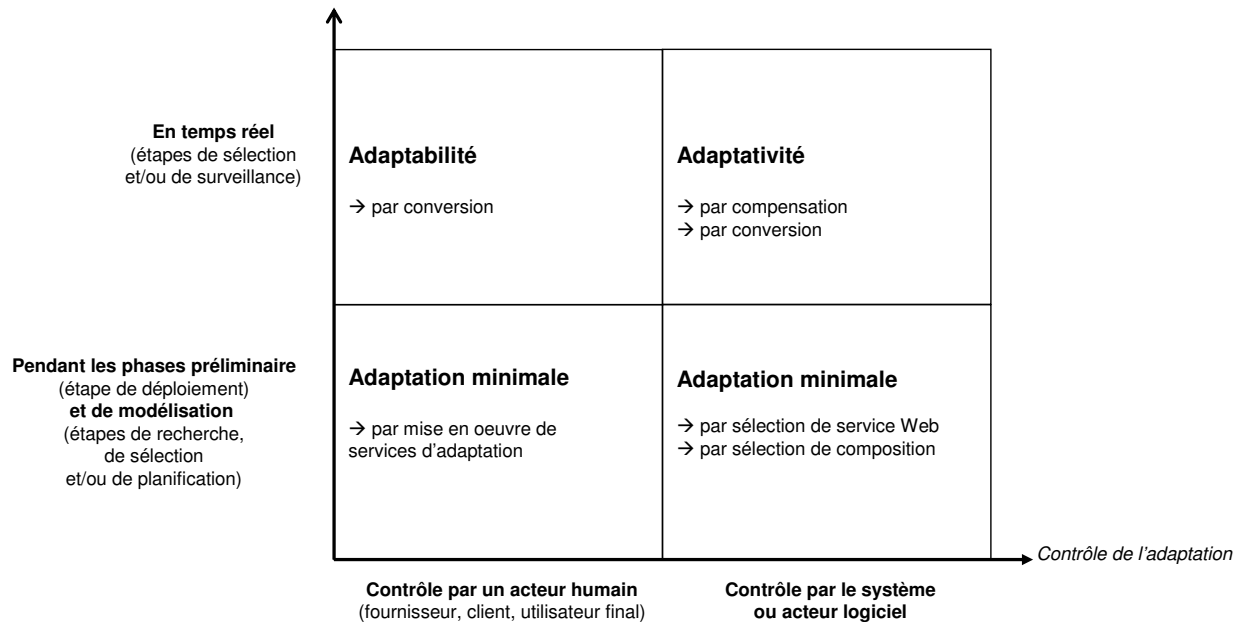 En temps réel
(étapes de sélection
et/ou de surveillance)
Adaptabilité
→ par conversion
Adaptativité
→ par compensation
→ par conversion
Pendant les phases préliminaire
(étape de déploiement)
et de modélisation
(étapes de recherche,
de sélection
et/ou de planification)
Adaptation minimale
→ par mise en oeuvre de
services d'adaptation
Adaptation minimale
→ par sélection de service Web
→ par sélection de composition
Contrôle de l'adaptation
Contrôle par un acteur humain
(fournisseur, client, utilisateur final)
Contrôle par le système
ou acteur logiciel